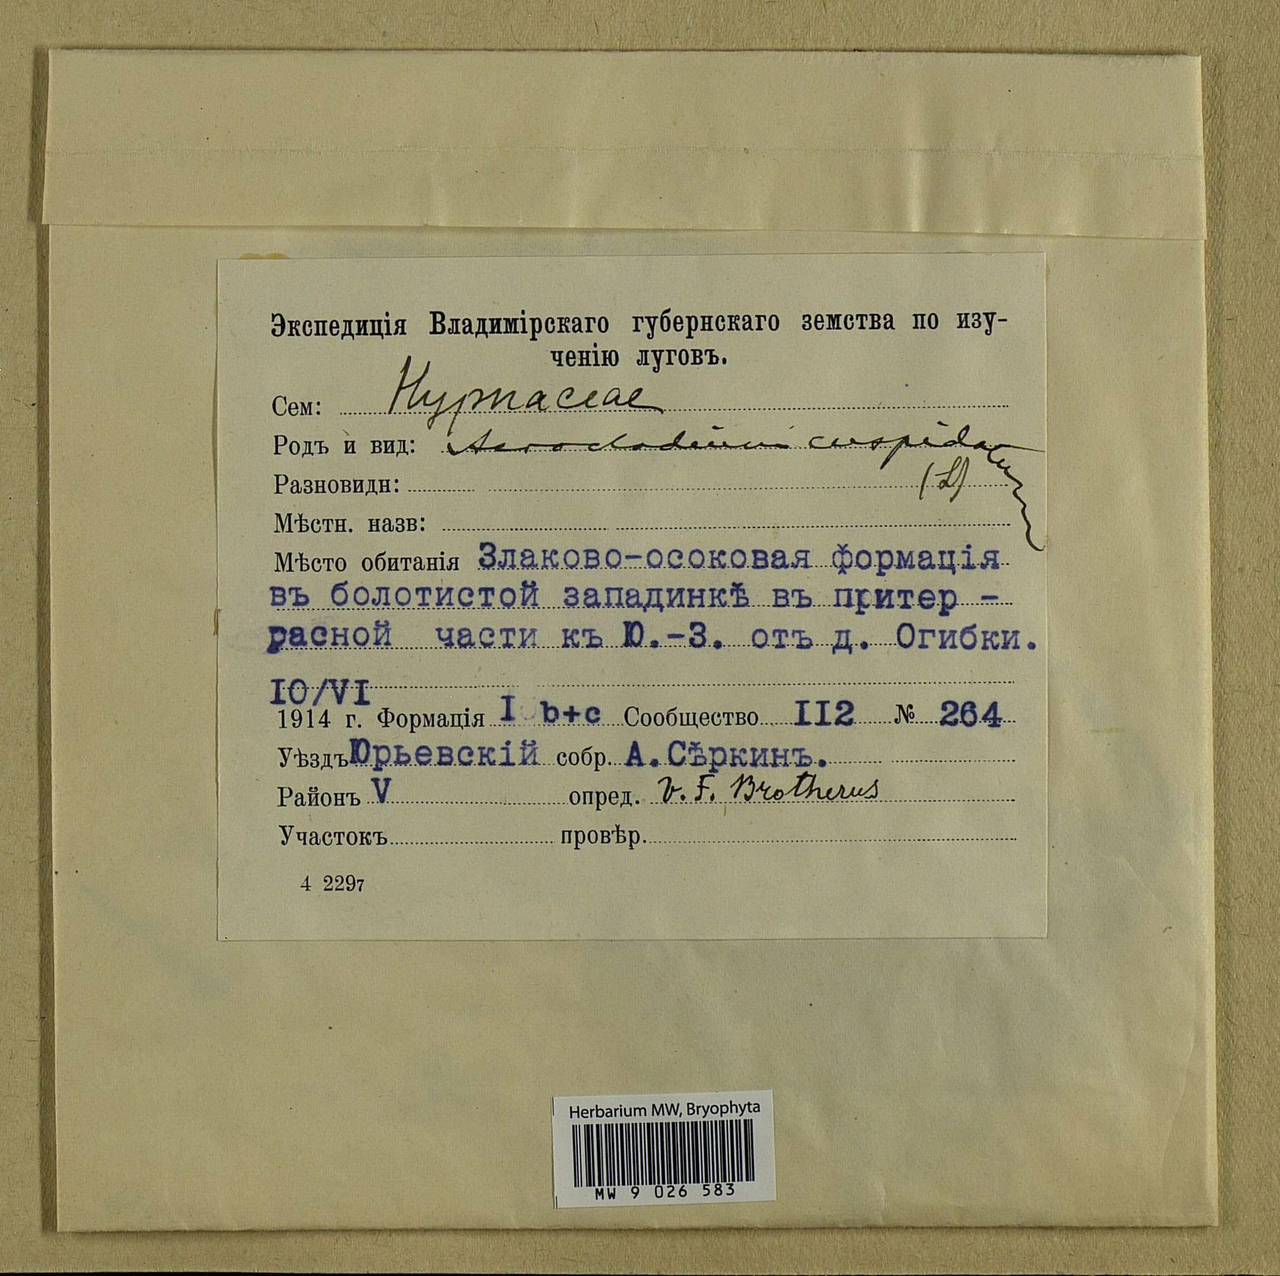 Экспедиція Владимірскаго губернскаго земства по изу-
ченію луговъ.
Сем: Hypnaceae
Родъ и вид: Acrocladium cuspidatum
(L)
Разновидн:
Мѣстн. назв:
Мѣсто обитанія Злаково-осоковая формація
въ болотистой западинкѣ въ притер -
расной части къ Ю.-З. отъ д. Огибки.
IO/VI
1914 г. Формація I b+c Сообщество II2 № 264
Уѣздъ Юрьевскій собр. А.Сѣркинъ.
Районъ V опред. V. F. Brotherus
Участокъ провѣр.
4 2297
Herbarium MW, Bryophyta
MW 9 026 583